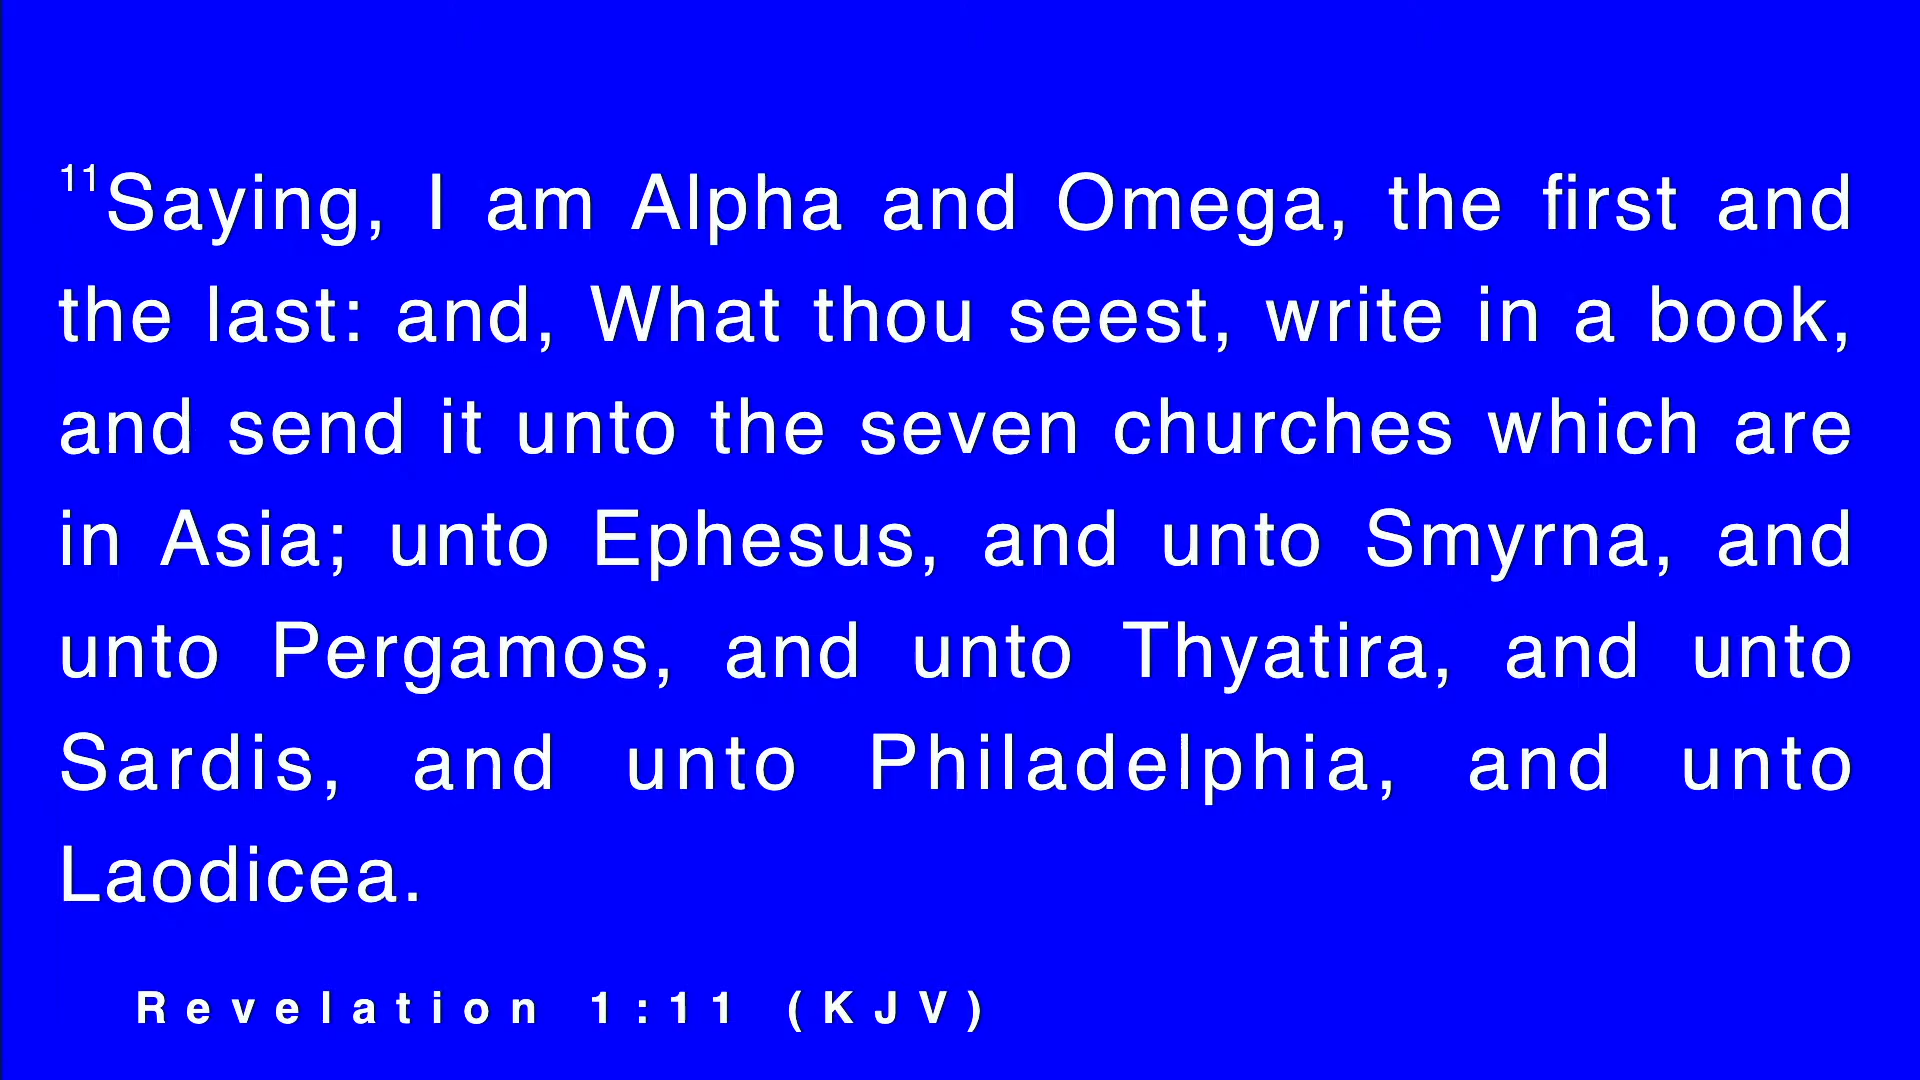 11Saying, I am Alpha and Omega, the first and
the last: and, What thou seest, write in a book,
and send it unto the seven churches which are
in Asia; unto Ephesus, and unto Smyrna, and
unto Pergamos, and unto Thyatira, and unto
Sardis, and unto Philadelphia, and unto
Laodicea.
Revelation 1:11 (KJV)